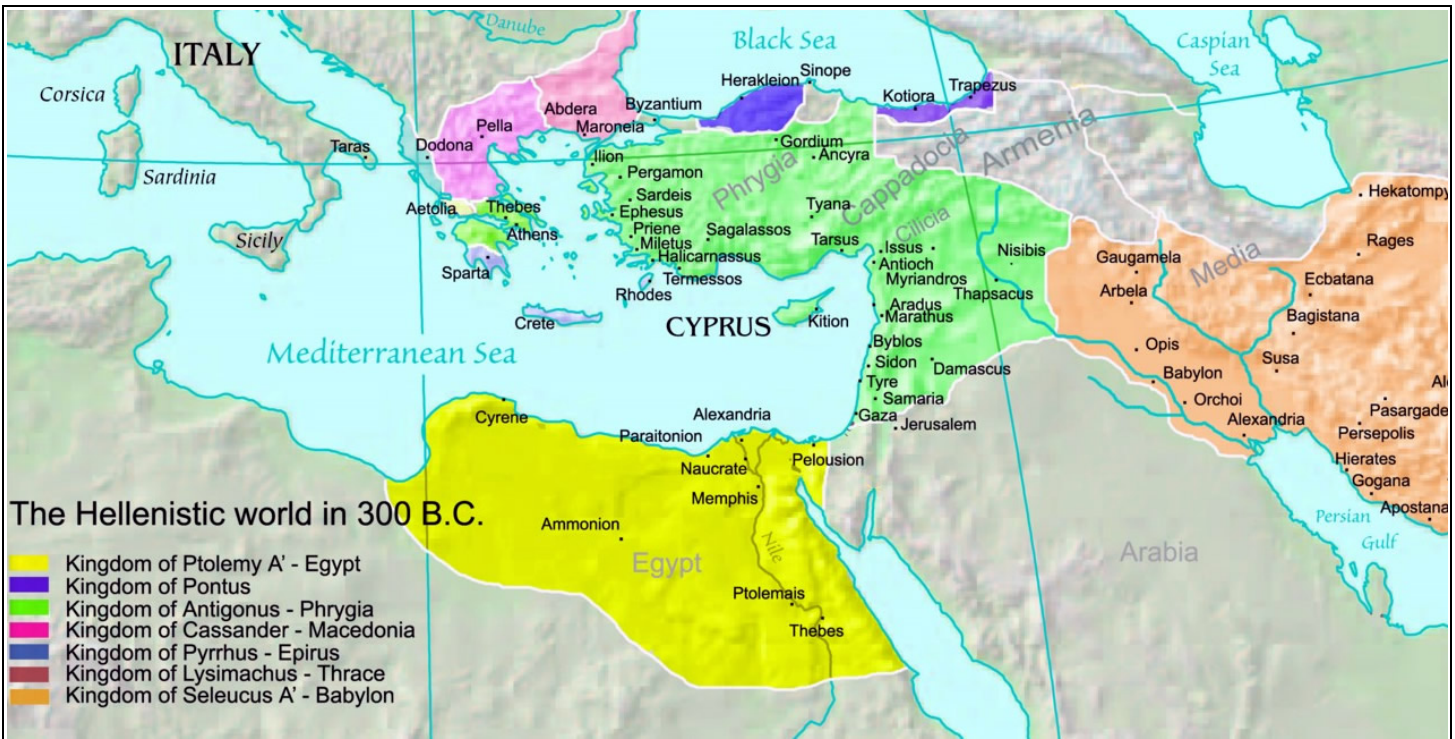 Danube
ITALY
Black Sea
Caspian
Sea
Corsica
Herakleion
Sinope
Trapezus
Kotiora
Abdera
Byzantium
Maroneia
Pella
Taras
Dodona
Gordium
Ancyra
Armenia
Cappadocia
Phrygia
Ilion
Pergamon
Sardinia
Sardeis
Hekatompy
Aetolia
Thebes
Ephesus
Tyana
Cilicia
Athens
Priene
Sagalassos
Sicily
Miletus
Tarsus
Issus
Nisibis
Rages
Halicarnassus
Antioch
Gaugamela
Media
Sparta
Termessos
Myriandros
Ecbatana
Rhodes
Thapsacus
Arbela
Aradus
Marathus
Bagistana
Crete
CYPRUS
Kition
Mediterranean Sea
Byblos
Opis
Sidon
Damascus
Susa
Tyre
Babylon
Al
Samaria
Orchoi
Pasargade
Cyrene
Alexandria
Gaza
Jerusalem
Alexandria
Persepolis
Paraitonion
Pelousion
Hierates
Naucrate
Gogana
Memphis
Apostana
The Hellenistic world in 300 B.C.
Ammonion
Persian
Gulf
Nile
Egypt
Arabia
Kingdom of Ptolemy A' - Egypt
Kingdom of Pontus
Ptolemais
Kingdom of Antigonus - Phrygia
Kingdom of Cassander - Macedonia
Thebes
Kingdom of Pyrrhus - Epirus
Kingdom of Lysimachus - Thrace
Kingdom of Seleucus A' - Babylon